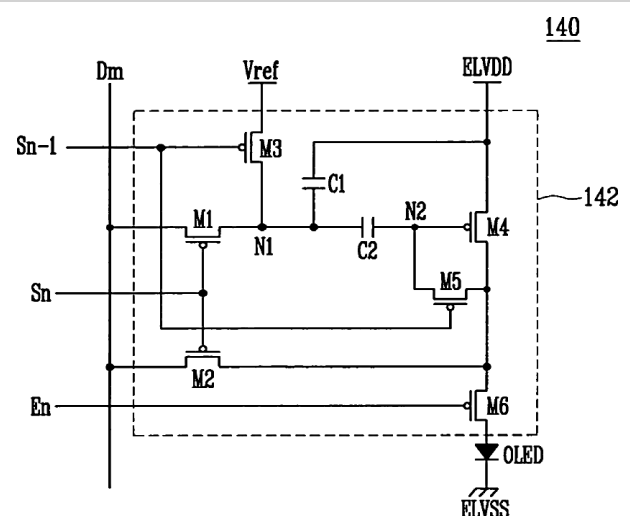 140
Dm
Vref
ELVDD
Sn-1
M3
C1
142
M1
N1
C2
N2
M4
Sn
M5
M2
En
M6
OLED
ELVSS